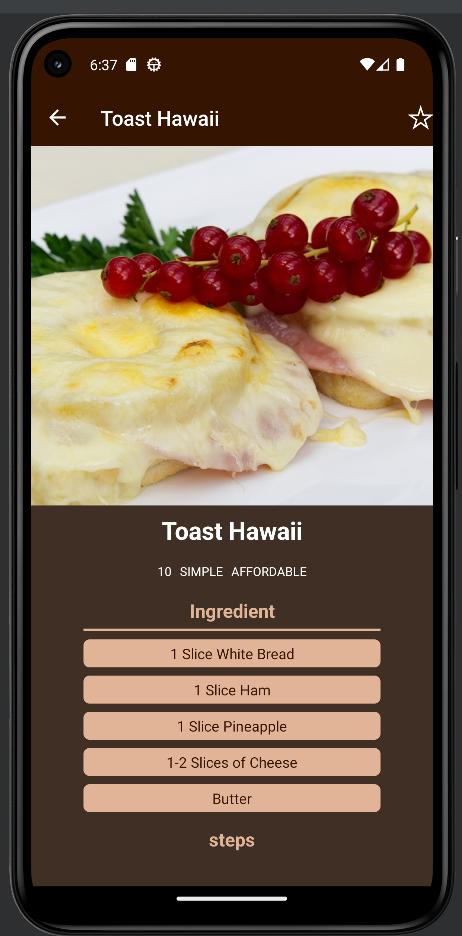 6:37
Toast Hawaii
Toast Hawaii
10 SIMPLE AFFORDABLE
Ingredient
1 Slice White Bread
1 Slice Ham
1 Slice Pineapple
1-2 Slices of Cheese
Butter
steps